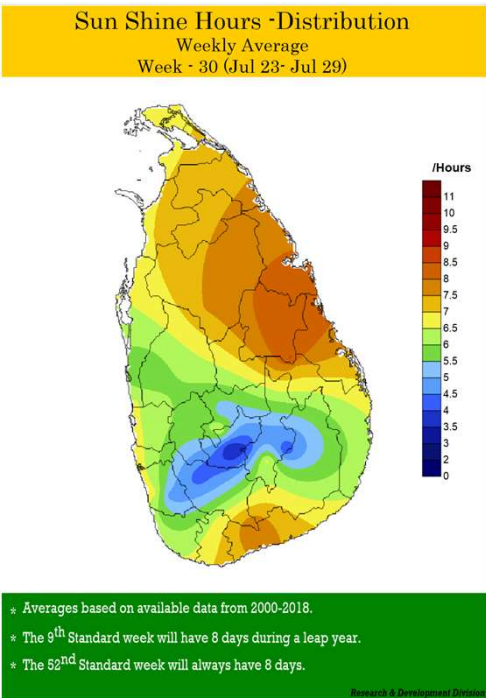 Sun Shine Hours -Distribution
Weekly Average
Week - 30 (Jul 23- Jul 29)
/Hours
11
10
9.5
9
8.5
8
7.5
7
6.5
6
5.5
5
4.5
4
3.5
3
2
0
* Averages based on available data from 2000-2018.
* The 9th Standard week will have 8 days during a leap year.
* The 52nd Standard week will always have 8 days.
Research & Development Division